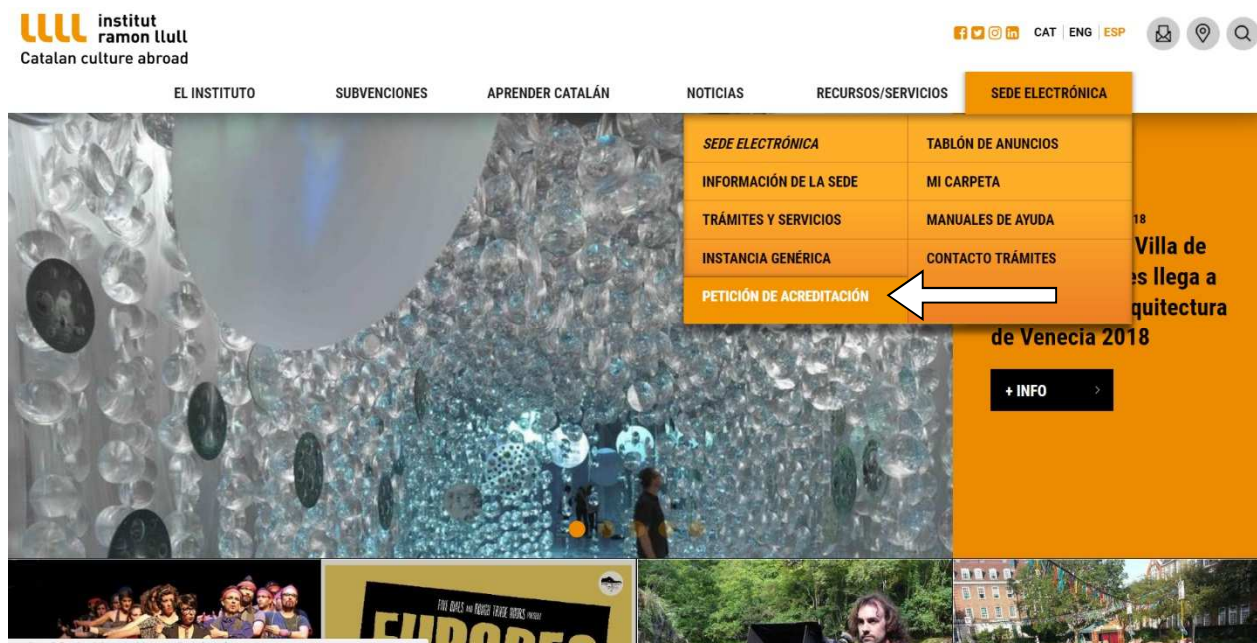 institut
ramon llull
Catalan culture abroad
CAT ENG ESP
EL INSTITUTO SUBVENCIONES APRENDER CATALÁN NOTICIAS RECURSOS/SERVICIOS SEDE ELECTRÓNICA
SEDE ELECTRÓNICA TABLÓN DE ANUNCIOS
INFORMACIÓN DE LA SEDE MI CARPETA
TRÁMITES Y SERVICIOS MANUALES DE AYUDA
INSTANCIA GENÉRICA CONTACTO TRÁMITES
PETICIÓN DE ACREDITACIÓN
18
Villa de
es llega a
quitectura
de Venecia 2018
+ INFO